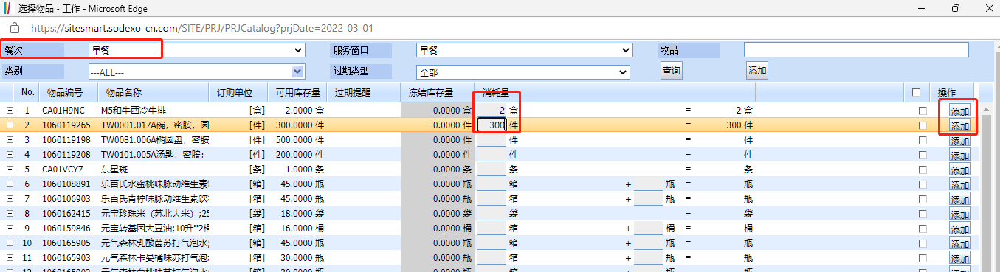 选择物品 - 工作 - Microsoft Edge
https://sitesmart.sodexo-cn.com/SITE/PRJ/PRJCatalog?prjDate=2022-03-01
餐次 早餐 服务窗口 早餐 物品
类别 ---ALL--- 过期类型 全部 查询 添加
No. 物品编号 物品名称 订购单位 可用库存量 过期提醒 冻结库存量 消耗量 操作
1 CA01H9NC M5和牛西冷牛排 [盒] 2.0000 盒 0.0000 盒 2 盒 = 2 盒 添加
2 1060119265 TW0001.017A碗，密胺，圆 [件] 300.0000 件 0.0000 件 300 件 = 300 件 添加
3 1060119198 TW0081.006A椭圆盘，密胺 [件] 500.0000 件 0.0000 件 件 = 件 添加
4 1060119208 TW0101.005A汤匙，密胺； [件] 200.0000 件 0.0000 件 件 = 件 添加
5 CA01VCY7 东星斑 [条] 1.0000 条 0.0000 条 条 = 条 添加
6 1060108891 乐百氏水蜜桃味脉动维生素 [箱] 45.0000 瓶 0.0000 瓶 箱 + 瓶 = 瓶 添加
7 1060106903 乐百氏青柠味脉动维生素饮 [箱] 45.0000 瓶 0.0000 瓶 箱 + 瓶 = 瓶 添加
8 1060162415 元宝珍珠米（苏北大米）;25 [袋] 18.0000 袋 0.0000 袋 袋 = 袋 添加
9 1060159846 元宝转基因大豆油;10升*2桶 [箱] 16.0000 桶 0.0000 桶 箱 + 桶 = 桶 添加
10 1060165905 元气森林乳酸菌苏打气泡水; [箱] 45.0000 瓶 0.0000 瓶 箱 + 瓶 = 瓶 添加
11 1060165903 元气森林卡曼橘味苏打气泡 [箱] 30.0000 瓶 0.0000 瓶 箱 + 瓶 = 瓶 添加